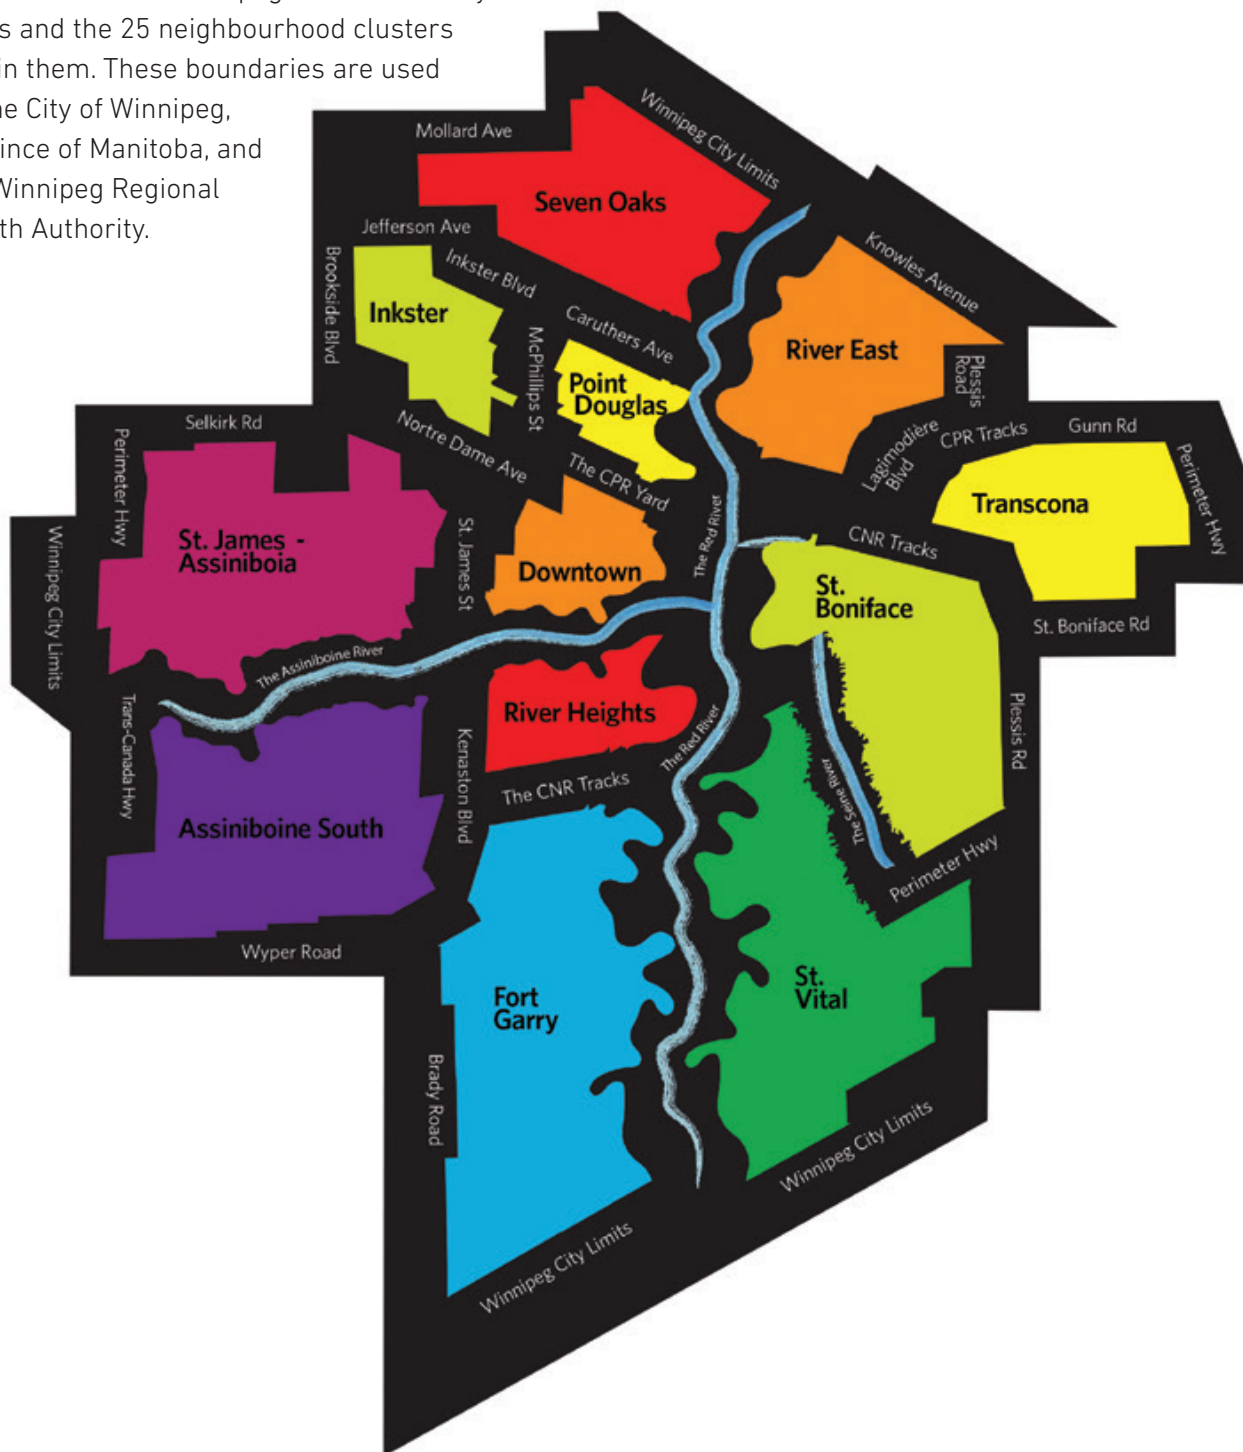 s and the 25 neighbourhood clusters
in them. These boundaries are used
ne City of Winnipeg,
ince of Manitoba, and
Winnipeg Regional
th Authority.
Winnipeg City Limits
Mollard Ave
Seven Oaks
Jefferson Ave
Inkster Blvd
Brookside Blvd
Inkster
Knowles Avenue
Caruthers Ave
McPhillips St
River East
Point
Douglas
Plessis
Road
Selkirk Rd
Perimeter Hwy
Nortre Dame Ave
The CPR Yard
Lagimodière
Blvd
CPR Tracks
Gunn Rd
Perimeter Hwy
Transcona
Winnipeg City Limits
St. James -
Assiniboia
St. James St
The Red River
CNR Tracks
Downtown
St.
Boniface
St. Boniface Rd
The Assiniboine River
Trans-Canada Hwy
River Heights
Kenaston Blvd
The Red River
Plessis Rd
The CNR Tracks
The Seine River
Assiniboine South
Perimeter Hwy
Wyper Road
Fort
Garry
St.
Vital
Brady Road
Winnipeg City Limits
Winnipeg City Limits